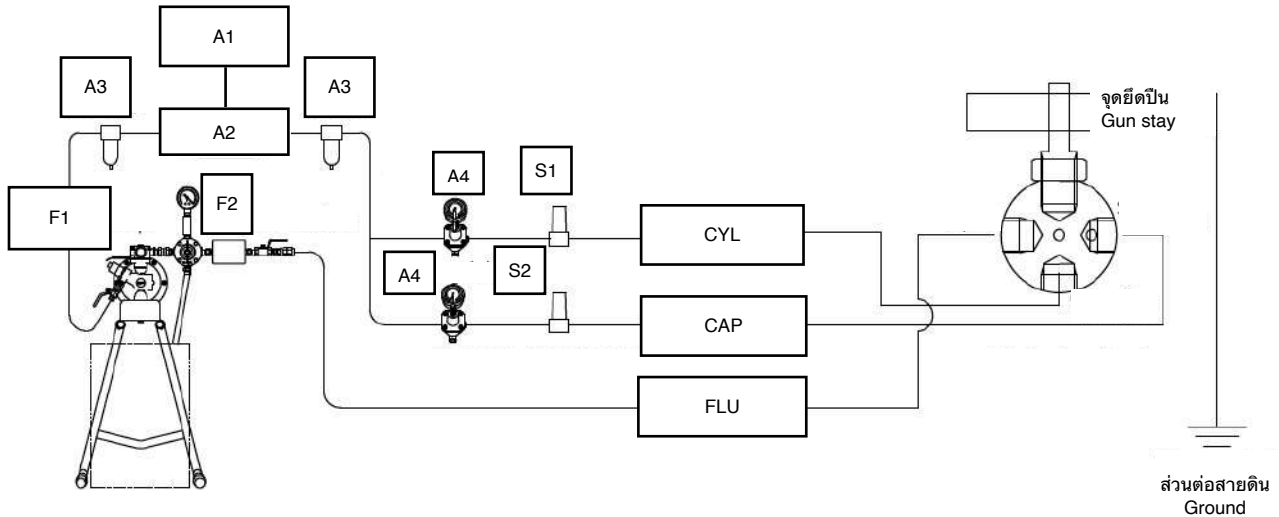 A1
A3
A3
A2
จุดยึดปืน
Gun stay
F1
F2
A4
S1
CYL
A4
S2
CAP
FLU
ส่วนต่อสายดิน
Ground